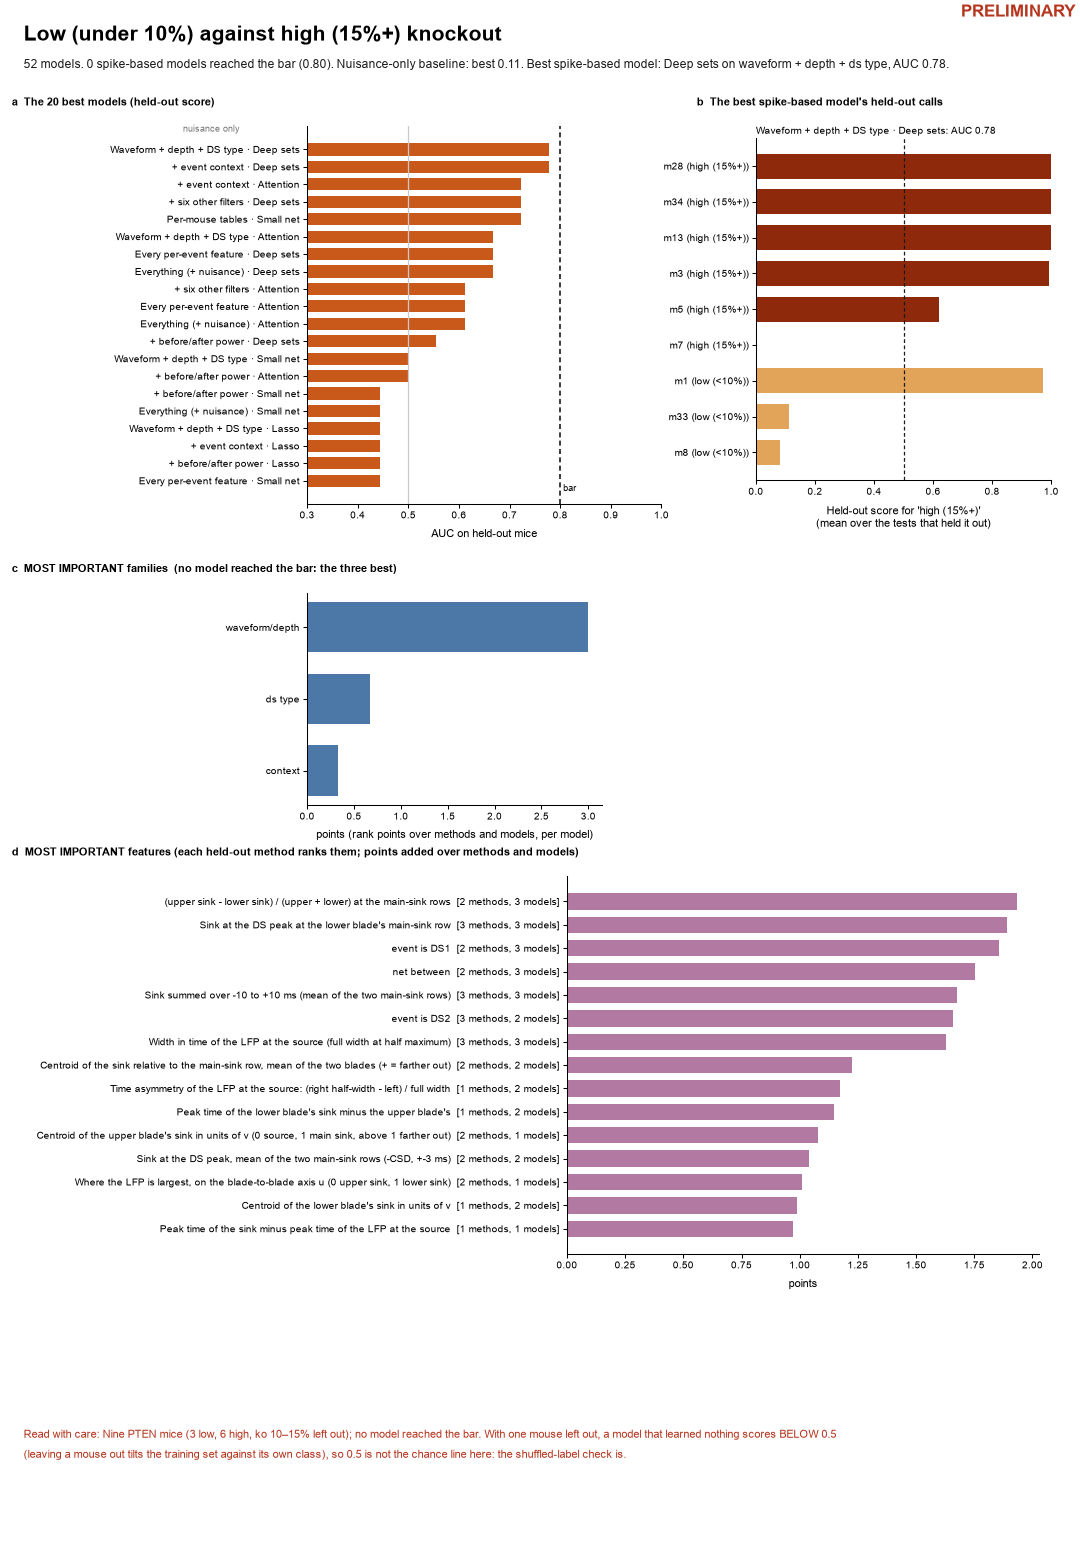 PRELIMINARY
Low (under 10%) against high (15%+) knockout
52 models. 0 spike-based models reached the bar (0.80). Nuisance-only baseline: best 0.11. Best spike-based model: Deep sets on waveform + depth + ds type, AUC 0.78.
a The 20 best models (held-out score)
nuisance only
Waveform + depth + DS type · Deep sets
+ event context · Deep sets
+ event context · Attention
+ six other filters · Deep sets
Per-mouse tables · Small net
Waveform + depth + DS type · Attention
Every per-event feature · Deep sets
Everything (+ nuisance) · Deep sets
+ six other filters · Attention
Every per-event feature · Attention
Everything (+ nuisance) · Attention
+ before/after power · Deep sets
Waveform + depth + DS type · Small net
+ before/after power · Attention
+ before/after power · Small net
Everything (+ nuisance) · Small net
Waveform + depth + DS type · Lasso
+ event context · Lasso
+ before/after power · Lasso
Every per-event feature · Small net
bar
0.3 0.4 0.5 0.6 0.7 0.8 0.9 1.0
AUC on held-out mice
b The best spike-based model's held-out calls
Waveform + depth + DS type · Deep sets: AUC 0.78
m28 (high (15%+))
m34 (high (15%+))
m13 (high (15%+))
m3 (high (15%+))
m5 (high (15%+))
m7 (high (15%+))
m1 (low (<10%))
m33 (low (<10%))
m8 (low (<10%))
0.0 0.2 0.4 0.6 0.8 1.0
Held-out score for 'high (15%+)'
(mean over the tests that held it out)
c MOST IMPORTANT families (no model reached the bar: the three best)
waveform/depth
ds type
context
0.0 0.5 1.0 1.5 2.0 2.5 3.0
points (rank points over methods and models, per model)
d MOST IMPORTANT features (each held-out method ranks them; points added over methods and models)
(upper sink - lower sink) / (upper + lower) at the main-sink rows [2 methods, 3 models]
Sink at the DS peak at the lower blade's main-sink row [3 methods, 3 models]
event is DS1 [2 methods, 3 models]
net between [2 methods, 3 models]
Sink summed over -10 to +10 ms (mean of the two main-sink rows) [3 methods, 3 models]
event is DS2 [3 methods, 2 models]
Width in time of the LFP at the source (full width at half maximum) [3 methods, 3 models]
Centroid of the sink relative to the main-sink row, mean of the two blades (+ = farther out) [2 methods, 2 models]
Time asymmetry of the LFP at the source: (right half-width - left) / full width [1 methods, 2 models]
Peak time of the lower blade's sink minus the upper blade's [1 methods, 2 models]
Centroid of the upper blade's sink in units of v (0 source, 1 main sink, above 1 farther out) [2 methods, 1 models]
Sink at the DS peak, mean of the two main-sink rows (-CSD, +-3 ms) [2 methods, 2 models]
Where the LFP is largest, on the blade-to-blade axis u (0 upper sink, 1 lower sink) [2 methods, 1 models]
Centroid of the lower blade's sink in units of v [1 methods, 2 models]
Peak time of the sink minus peak time of the LFP at the source [1 methods, 1 models]
0.00 0.25 0.50 0.75 1.00 1.25 1.50 1.75 2.00
points
Read with care: Nine PTEN mice (3 low, 6 high, ko 10–15% left out); no model reached the bar. With one mouse left out, a model that learned nothing scores BELOW 0.5
(leaving a mouse out tilts the training set against its own class), so 0.5 is not the chance line here: the shuffled-label check is.